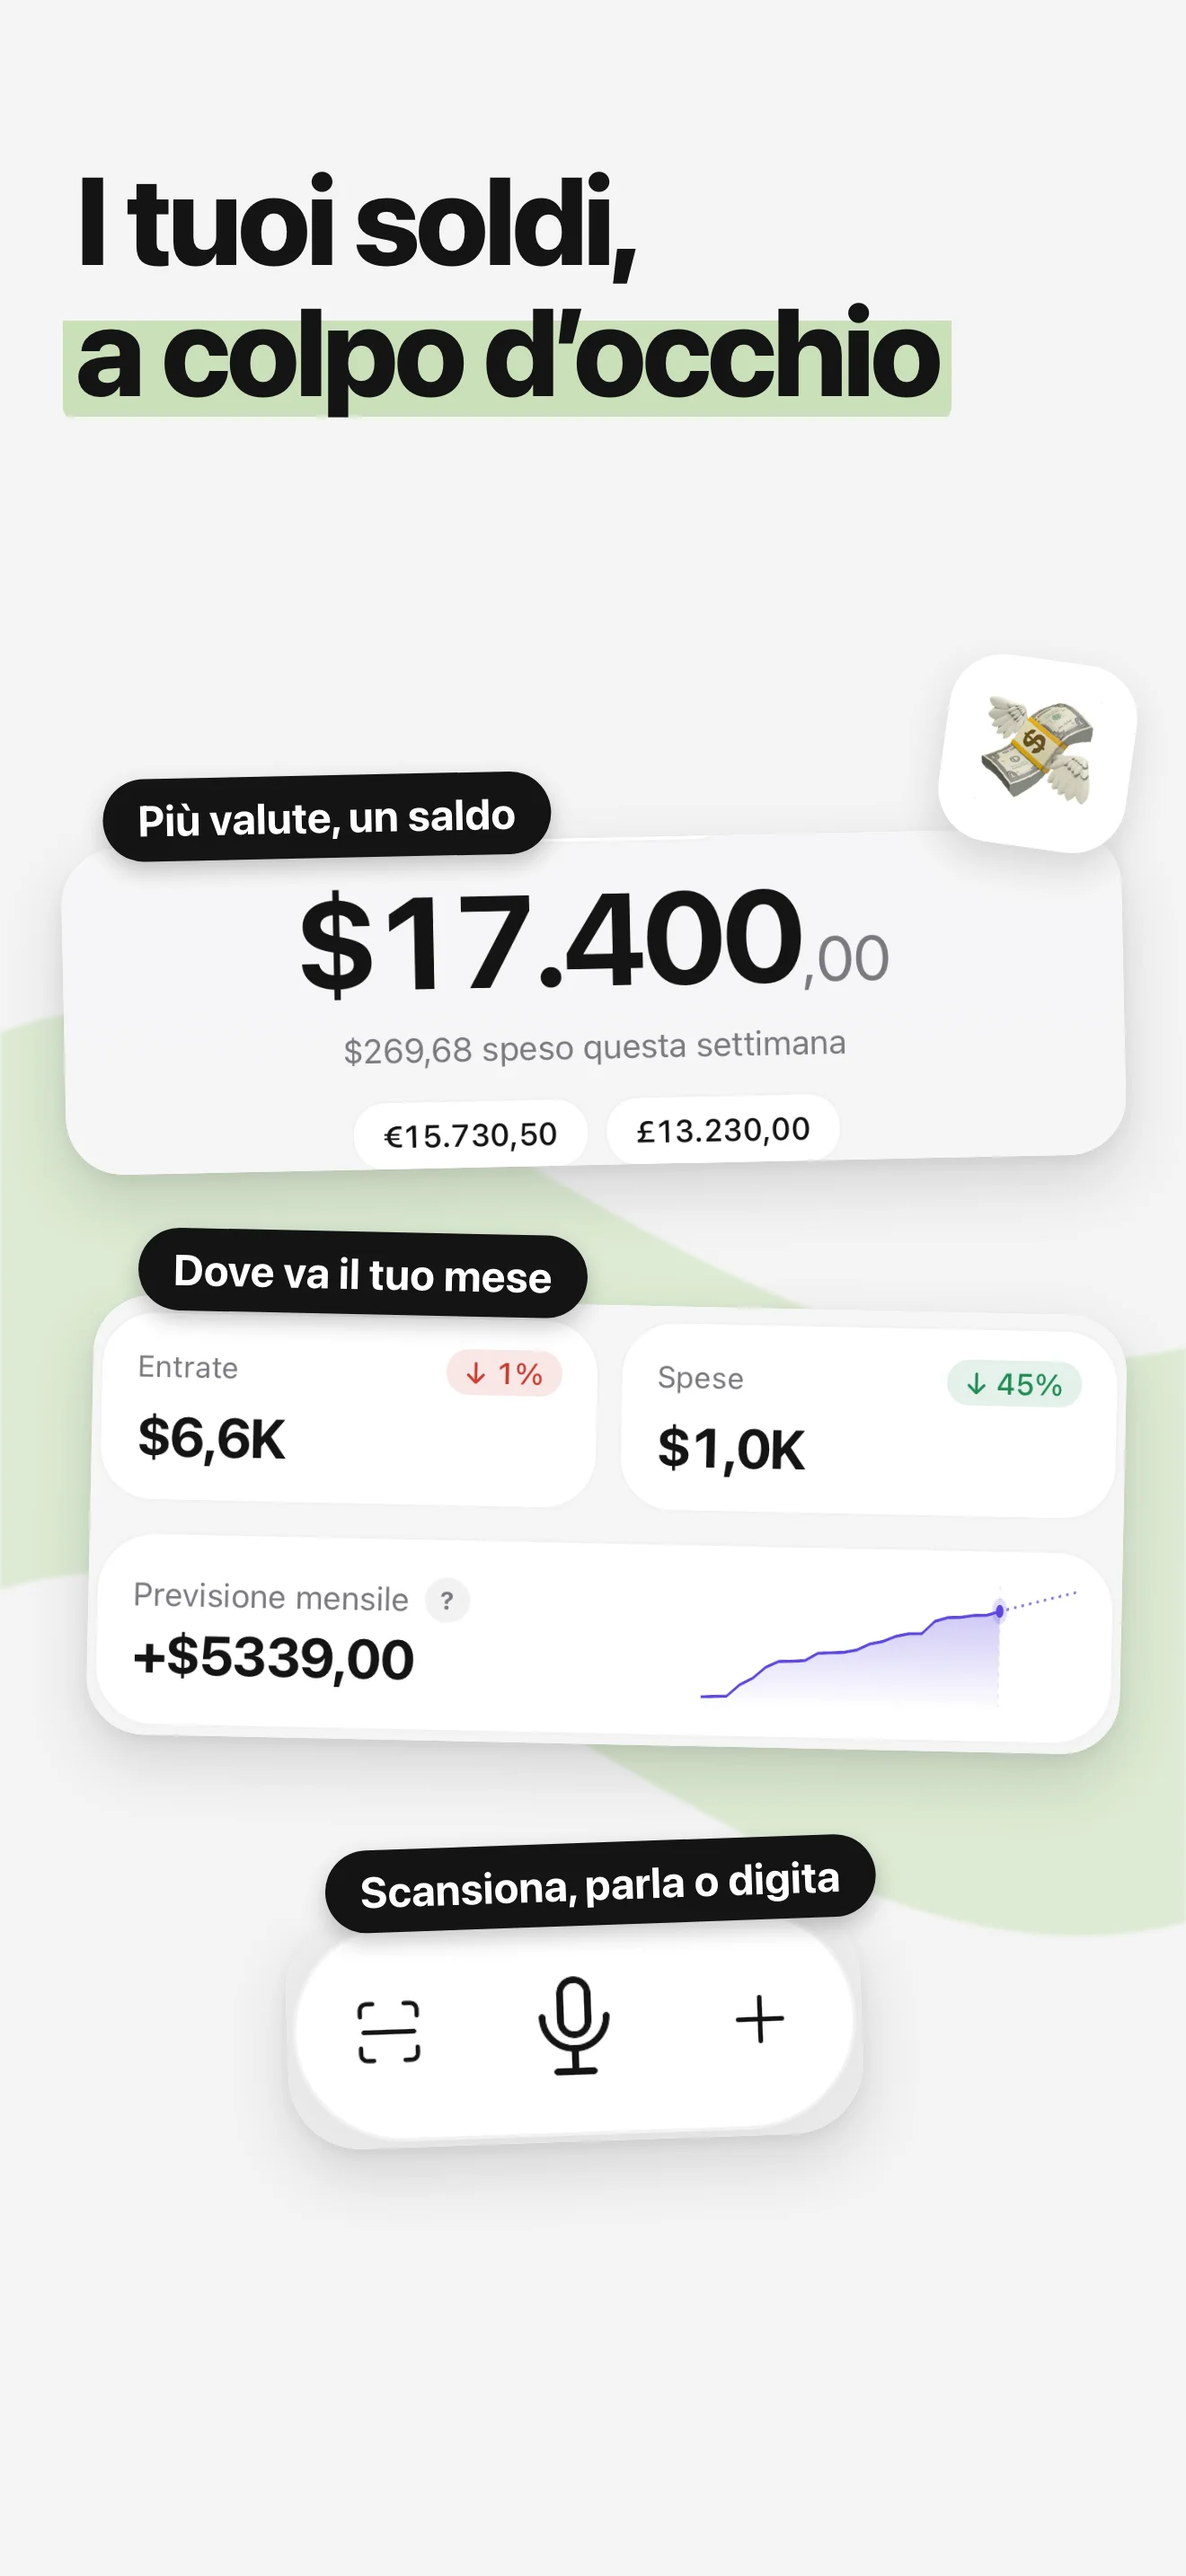 I tuoi soldi,
a colpo d’occhio
Più valute, un saldo
$17.400,00
$269,68 speso questa settimana
€15.730,50 £13.230,00
Dove va il tuo mese
Entrate ↓ 1%
$6,6K
Spese ↓ 45%
$1,0K
Previsione mensile ?
+$5339,00
Scansiona, parla o digita